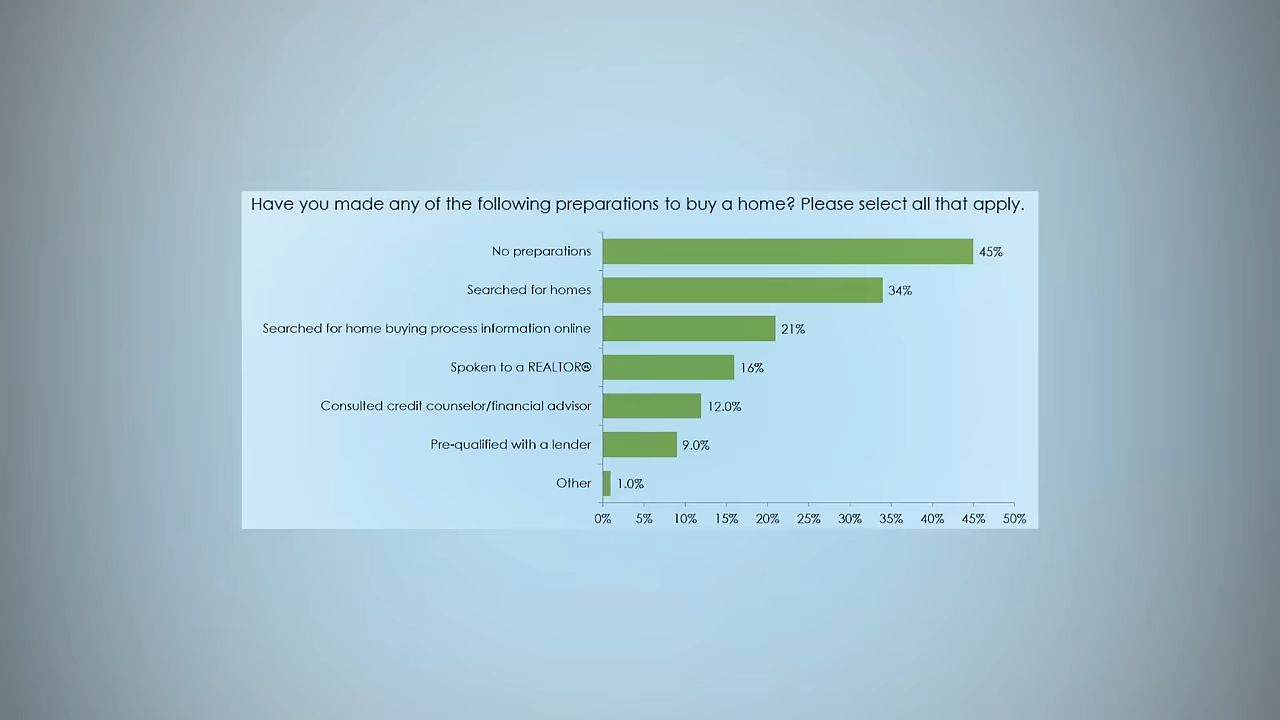 Have you made any of the following preparations to buy a home? Please select all that apply.
No preparations 45%
Searched for homes 34%
Searched for home buying process information online 21%
Spoken to a REALTOR® 16%
Consulted credit counselor/financial advisor 12.0%
Pre-qualified with a lender 9.0%
Other 1.0%
0% 5% 10% 15% 20% 25% 30% 35% 40% 45% 50%